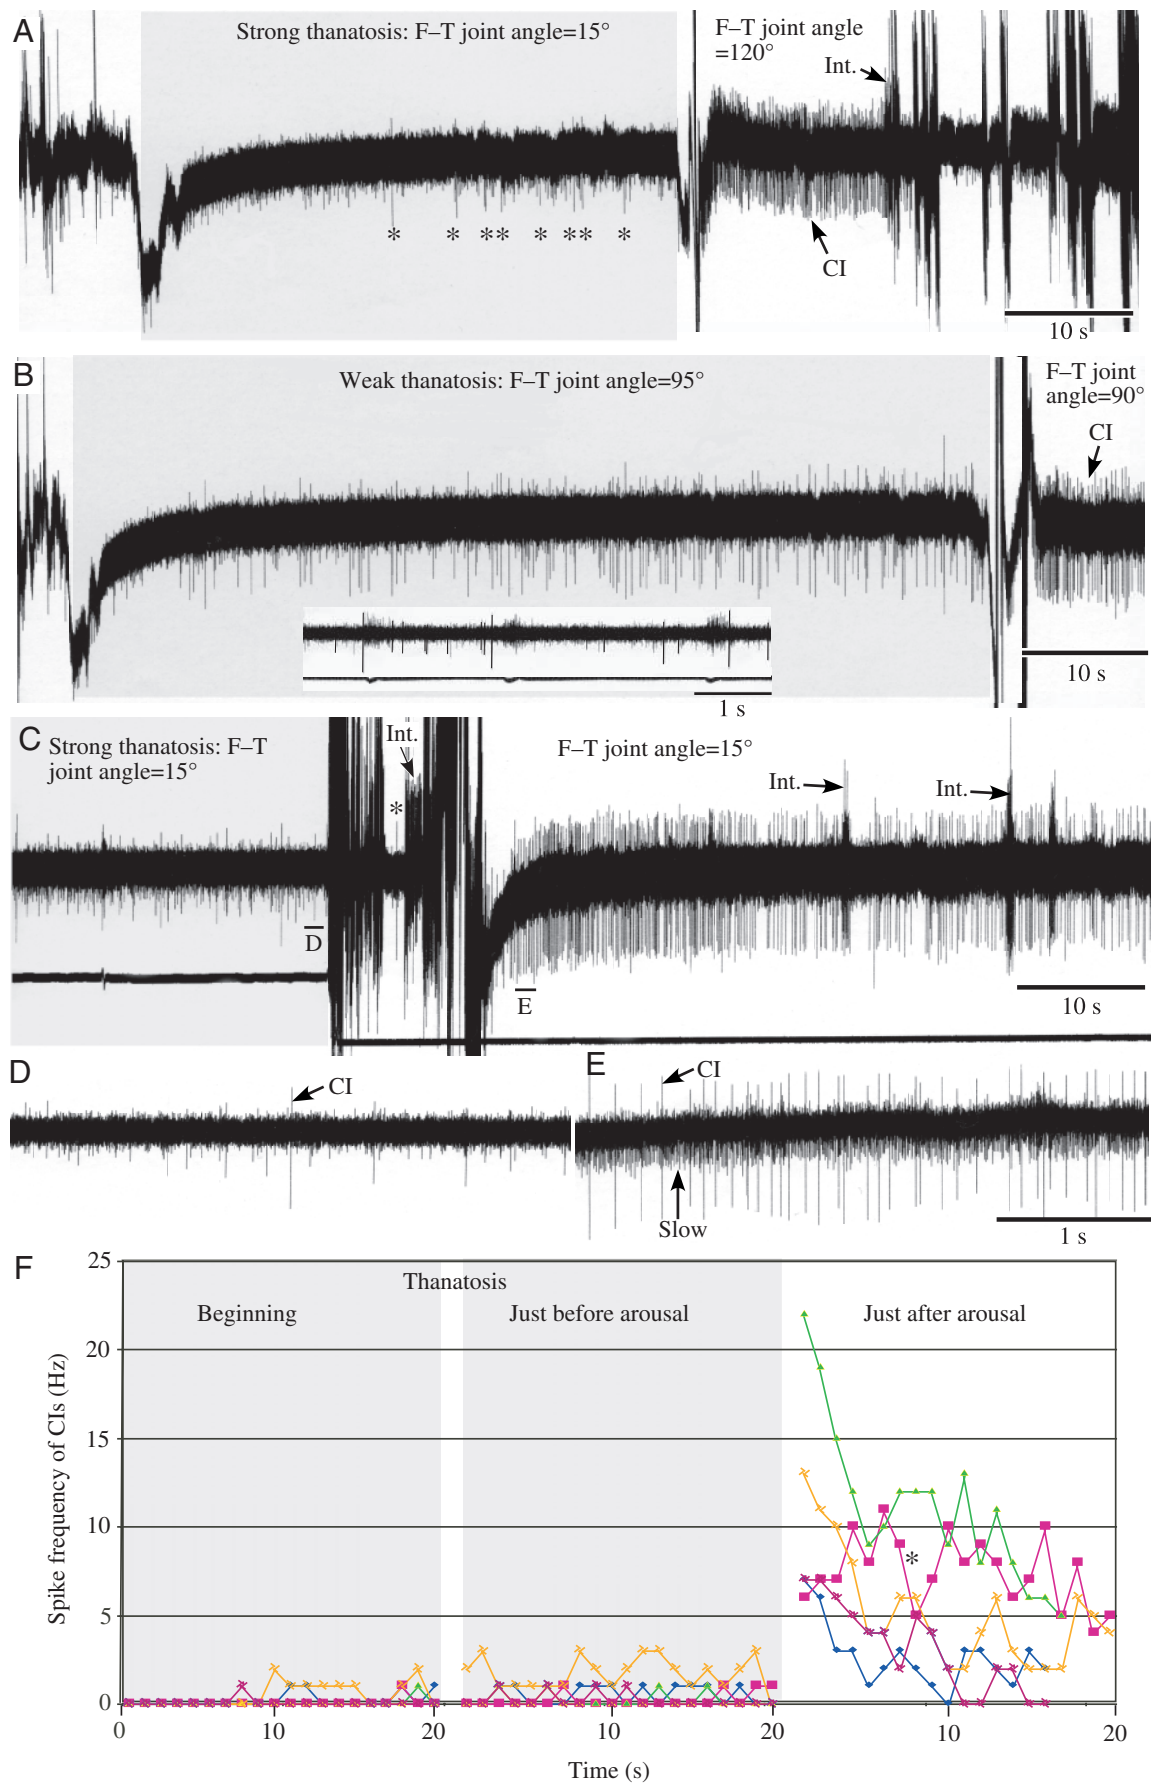 A
Strong thanatosis: F–T joint angle=15°
F–T joint angle
=120°
Int.
* * ** * ** *
CI
10 s
B
Weak thanatosis: F–T joint angle=95°
F–T joint
angle=90°
CI
10 s
1 s
C
Strong thanatosis: F–T
joint angle=15°
Int.
*
F–T joint angle=15°
Int.
Int.
D
E
10 s
D
CI
E
CI
Slow
1 s
F
Thanatosis
Beginning
Just before arousal
Just after arousal
Spike frequency of CIs (Hz)
25
20
15
10
5
0
*
0
10
20
10
20
10
20
Time (s)